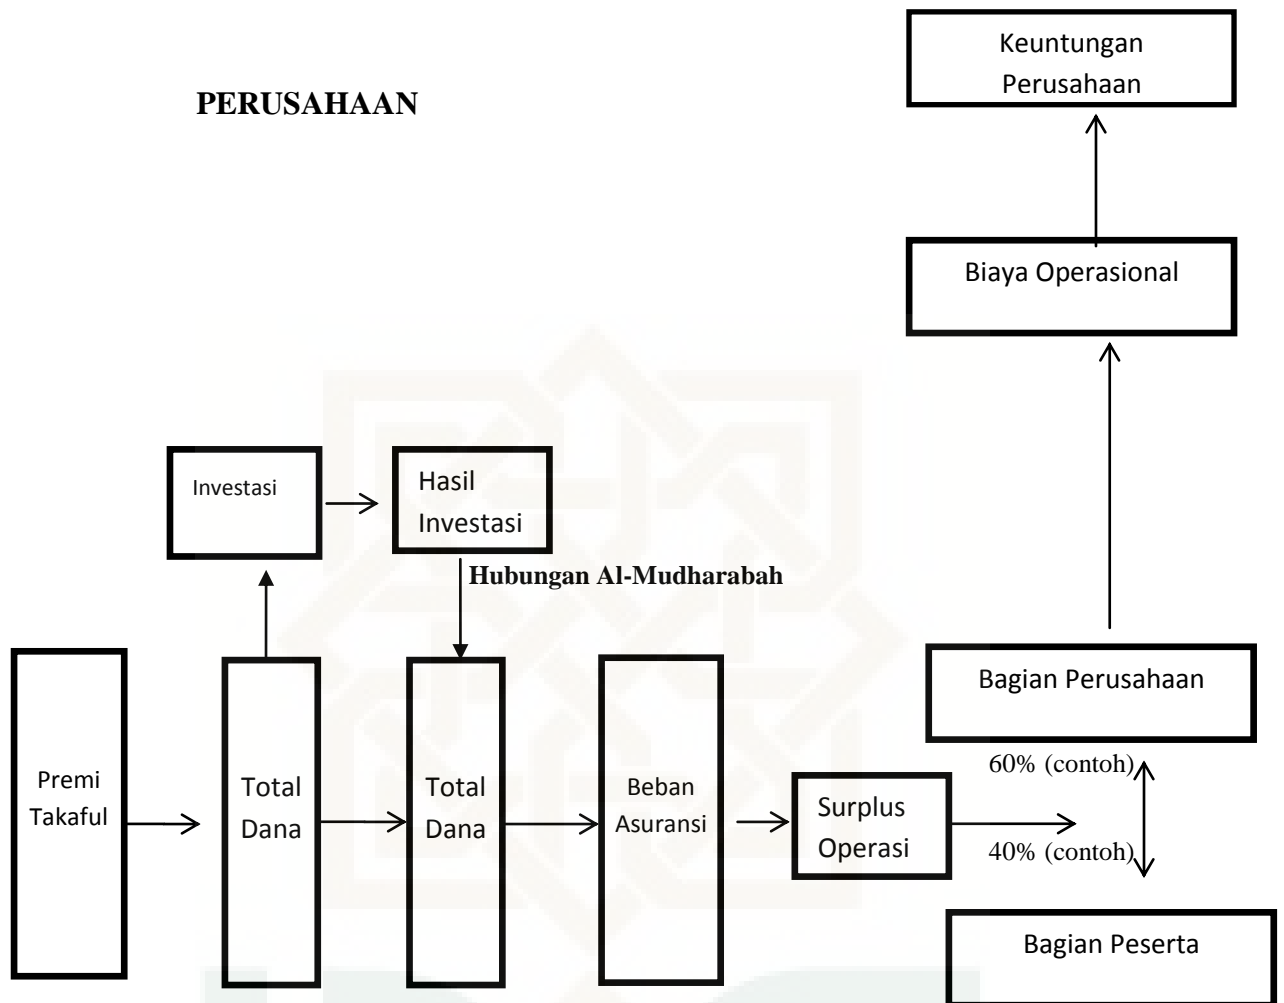 Keuntungan
Perusahaan
PERUSAHAAN
Biaya Operasional
Investasi
Hasil
Investasi
Hubungan Al-Mudharabah
Bagian Perusahaan
60% (contoh)
Premi
Takaful
Total
Dana
Total
Dana
Beban
Asuransi
Surplus
Operasi
40% (contoh)
Bagian Peserta